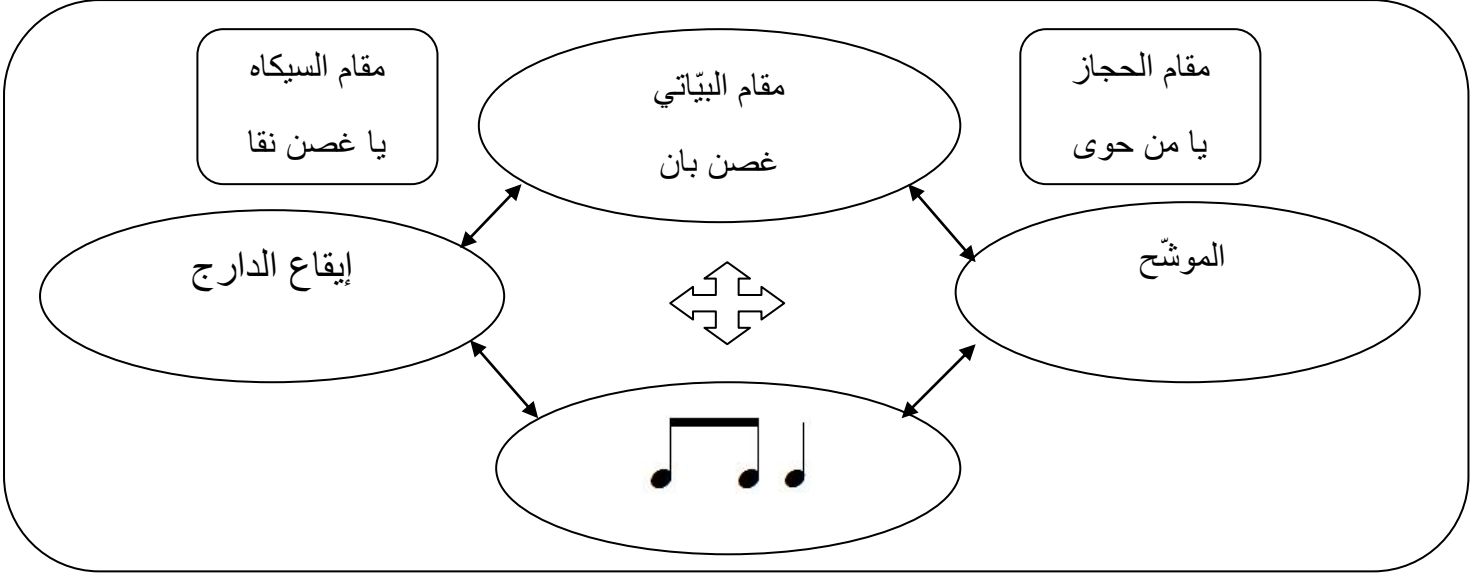 مقام الحجاز
يا من حوى
مقام البيّاتي
غصن بان
مقام السيكاه
يا غصن نقا
الموشّح
إيقاع الدارج